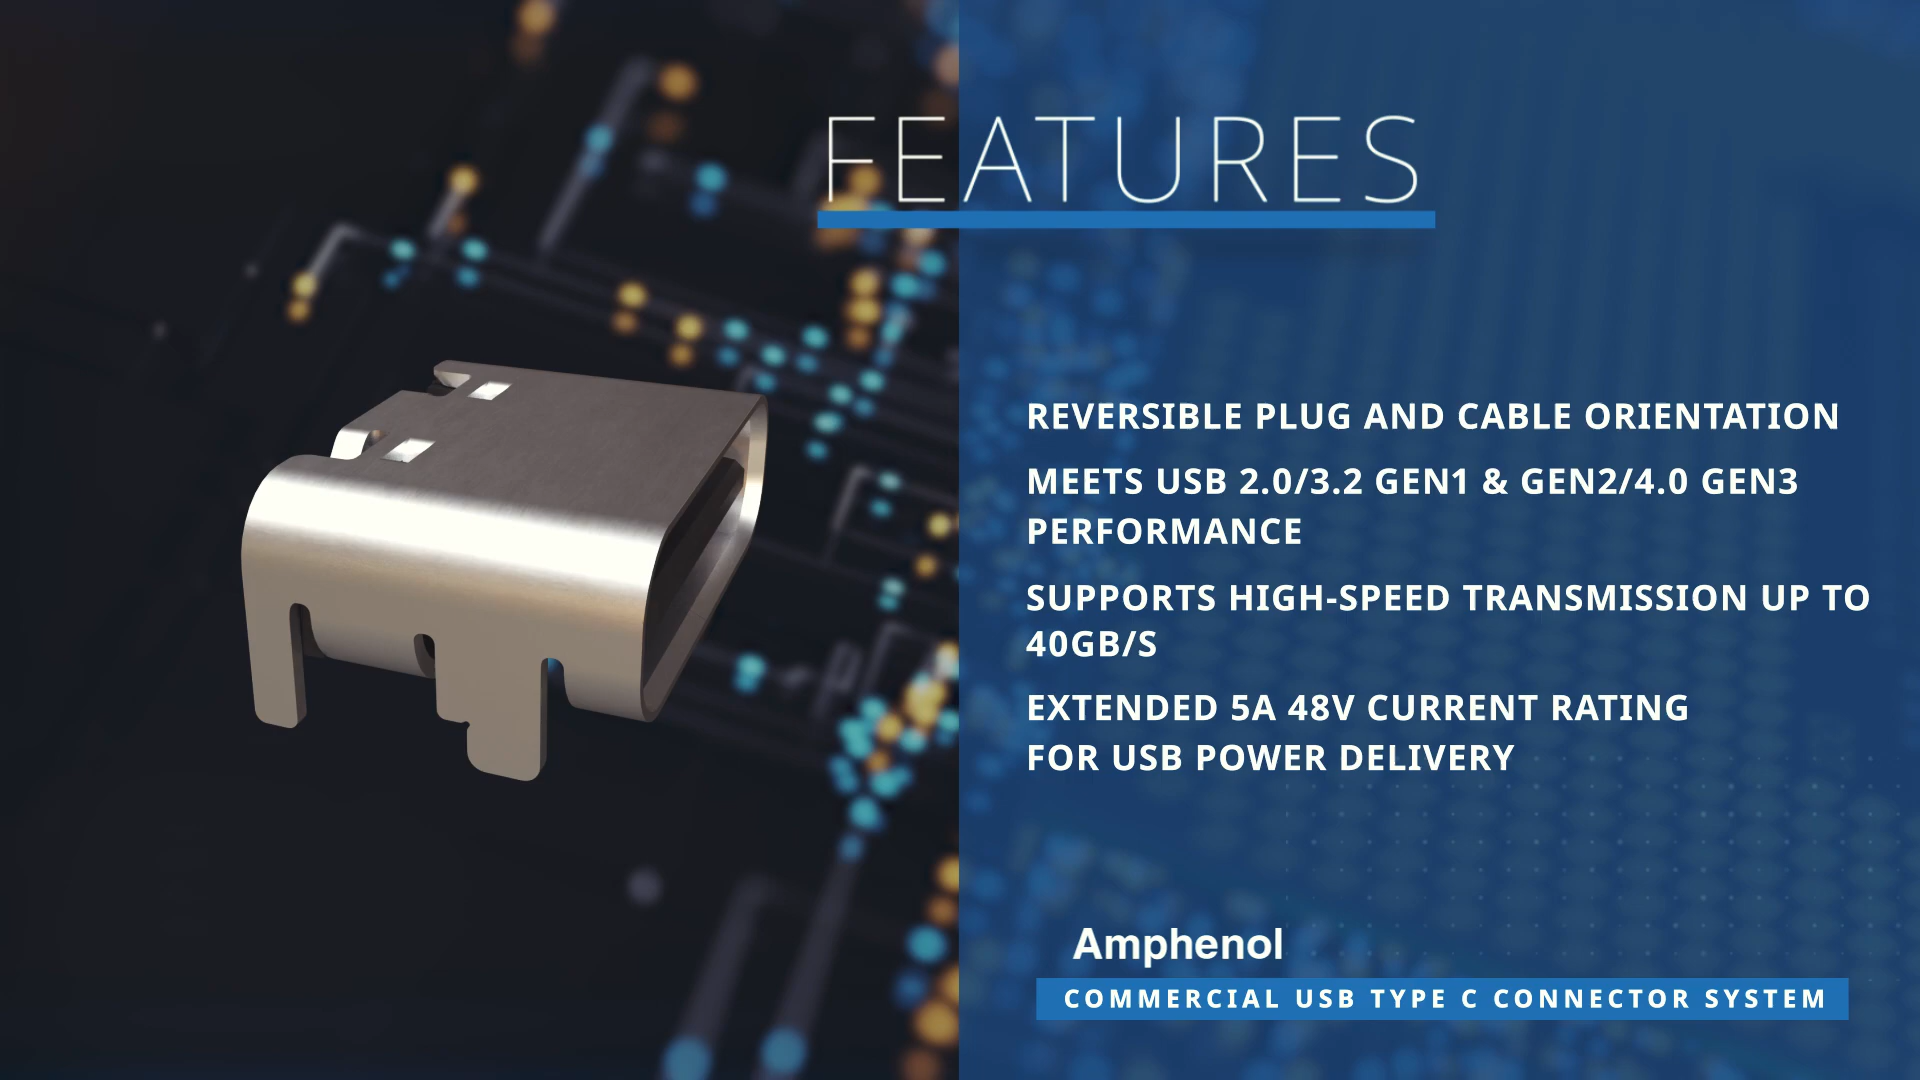 FEATURES
REVERSIBLE PLUG AND CABLE ORIENTATION
MEETS USB 2.0/3.2 GEN1 & GEN2/4.0 GEN3
PERFORMANCE
SUPPORTS HIGH-SPEED TRANSMISSION UP TO
40GB/S
EXTENDED 5A 48V CURRENT RATING
FOR USB POWER DELIVERY
Amphenol
COMMERCIAL USB TYPE C CONNECTOR SYSTEM